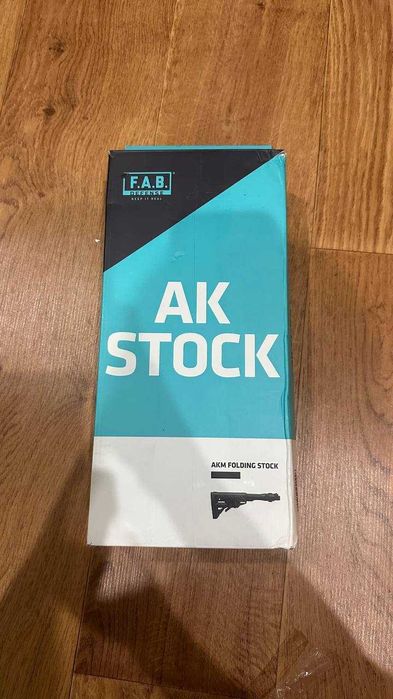 F.A.B.
DEFENSE
KEEP IT REAL
AK
STOCK
AKM FOLDING STOCK